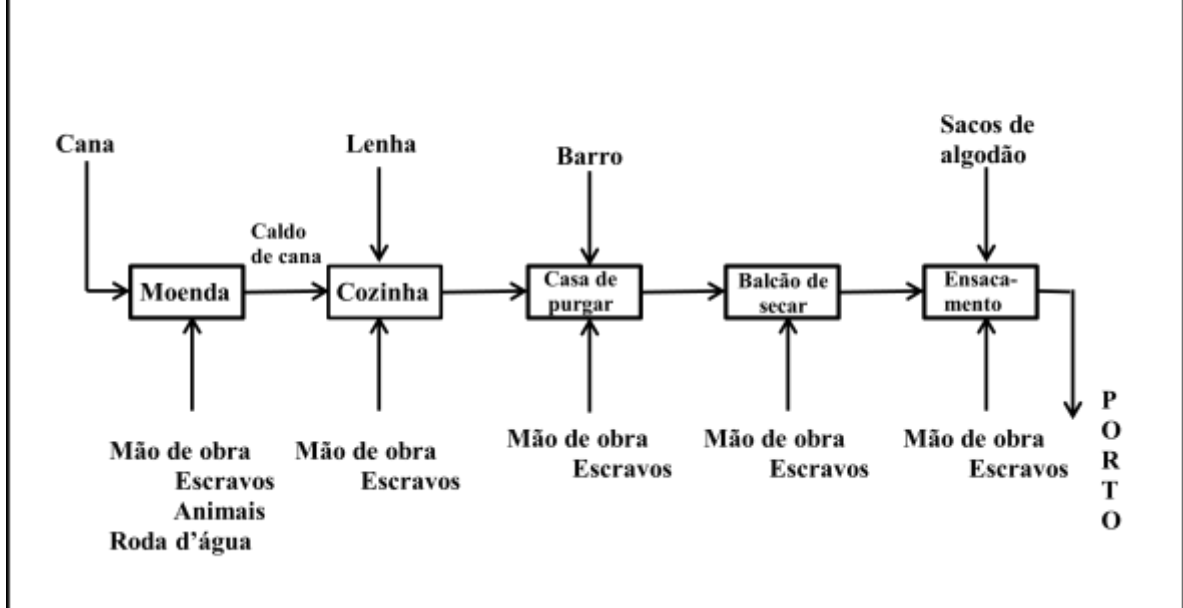 Cana
Lenha
Barro
Sacos de
algodão
Caldo
de cana
Moenda
Cozinha
Casa de
purgar
Balcão de
secar
Ensaca-
mento
Mão de obra
Escravos
Animais
Roda d'água
Mão de obra
Escravos
Mão de obra
Escravos
Mão de obra
Escravos
Mão de obra
Escravos
P
O
R
T
O